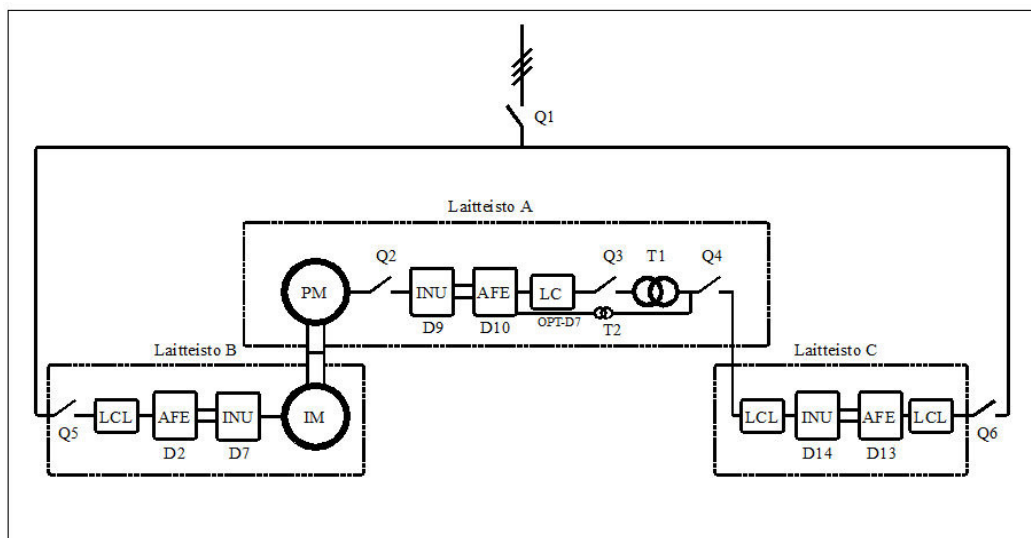 Q1
Laitteisto A
Q2
Q3
T1
Q4
PM
INU
AFE
LC
D9
D10
OPT-D7
T2
Laitteisto B
Laitteisto C
Q5
LCL
AFE
INU
IM
D2
D7
LCL
INU
AFE
LCL
Q6
D14
D13